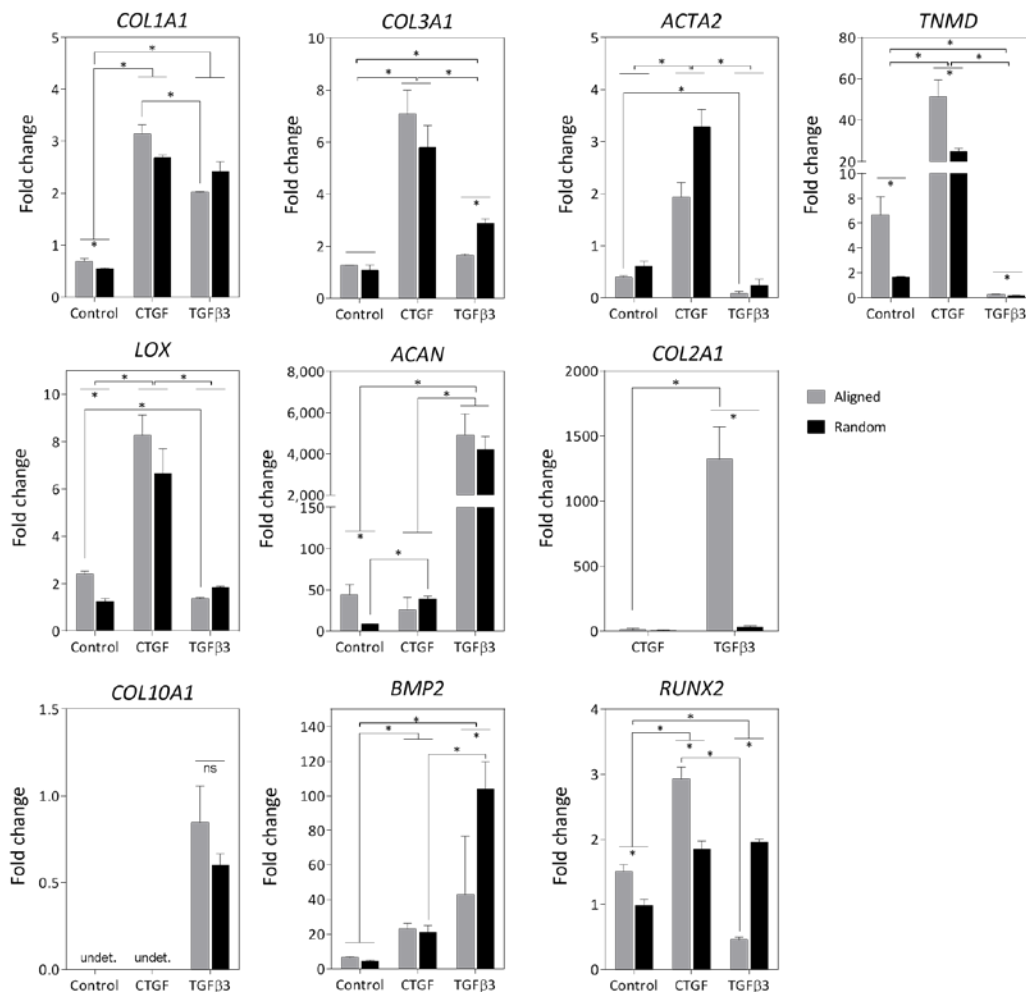 COL1A1
5
4
3
2
1
0
Fold change
Control CTGF TGFβ3
* * * *
COL3A1
10
8
6
4
2
0
Fold change
Control CTGF TGFβ3
* * * *
ACTA2
5
4
3
2
1
0
Fold change
Control CTGF TGFβ3
* * *
TNMD
80
60
40
20
10
8
6
4
2
0
Fold change
Control CTGF TGFβ3
* * * * * *
LOX
10
8
6
4
2
0
Fold change
Control CTGF TGFβ3
* * * *
ACAN
8,000
6,000
4,000
2,000
150
100
50
0
Fold change
Control CTGF TGFβ3
* * * *
COL2A1
2000
1500
1000
500
0
Fold change
CTGF TGFβ3
* *
Aligned
Random
COL10A1
1.5
1.0
0.5
0.0
Fold change
undet. undet. ns
Control CTGF TGFβ3
BMP2
140
120
100
80
60
40
20
0
Fold change
Control CTGF TGFβ3
* * * *
RUNX2
4
3
2
1
0
Fold change
Control CTGF TGFβ3
* * * * * *